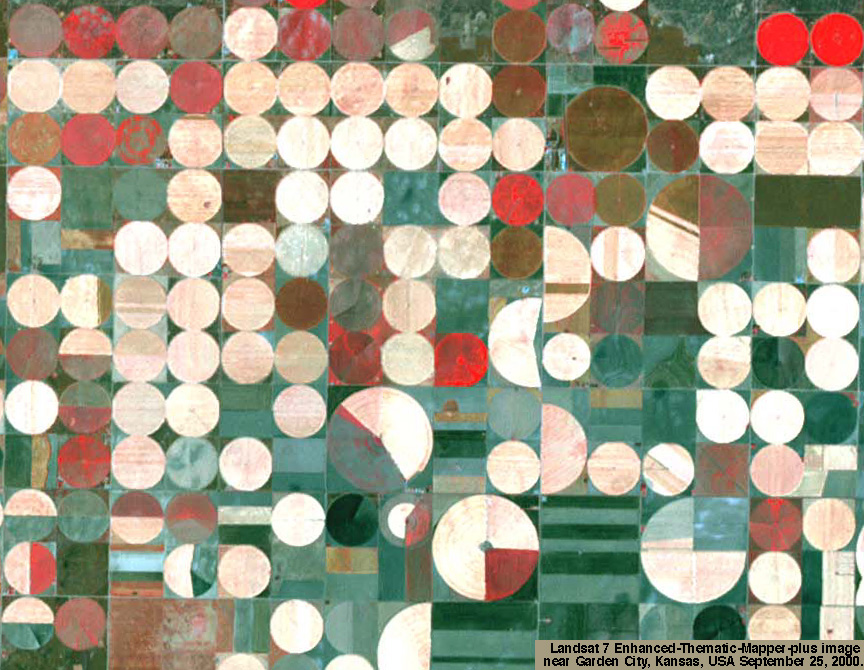 Landsat 7 Enhanced-Thematic-Mapper-plus image
near Garden City, Kansas, USA September 25, 2000.